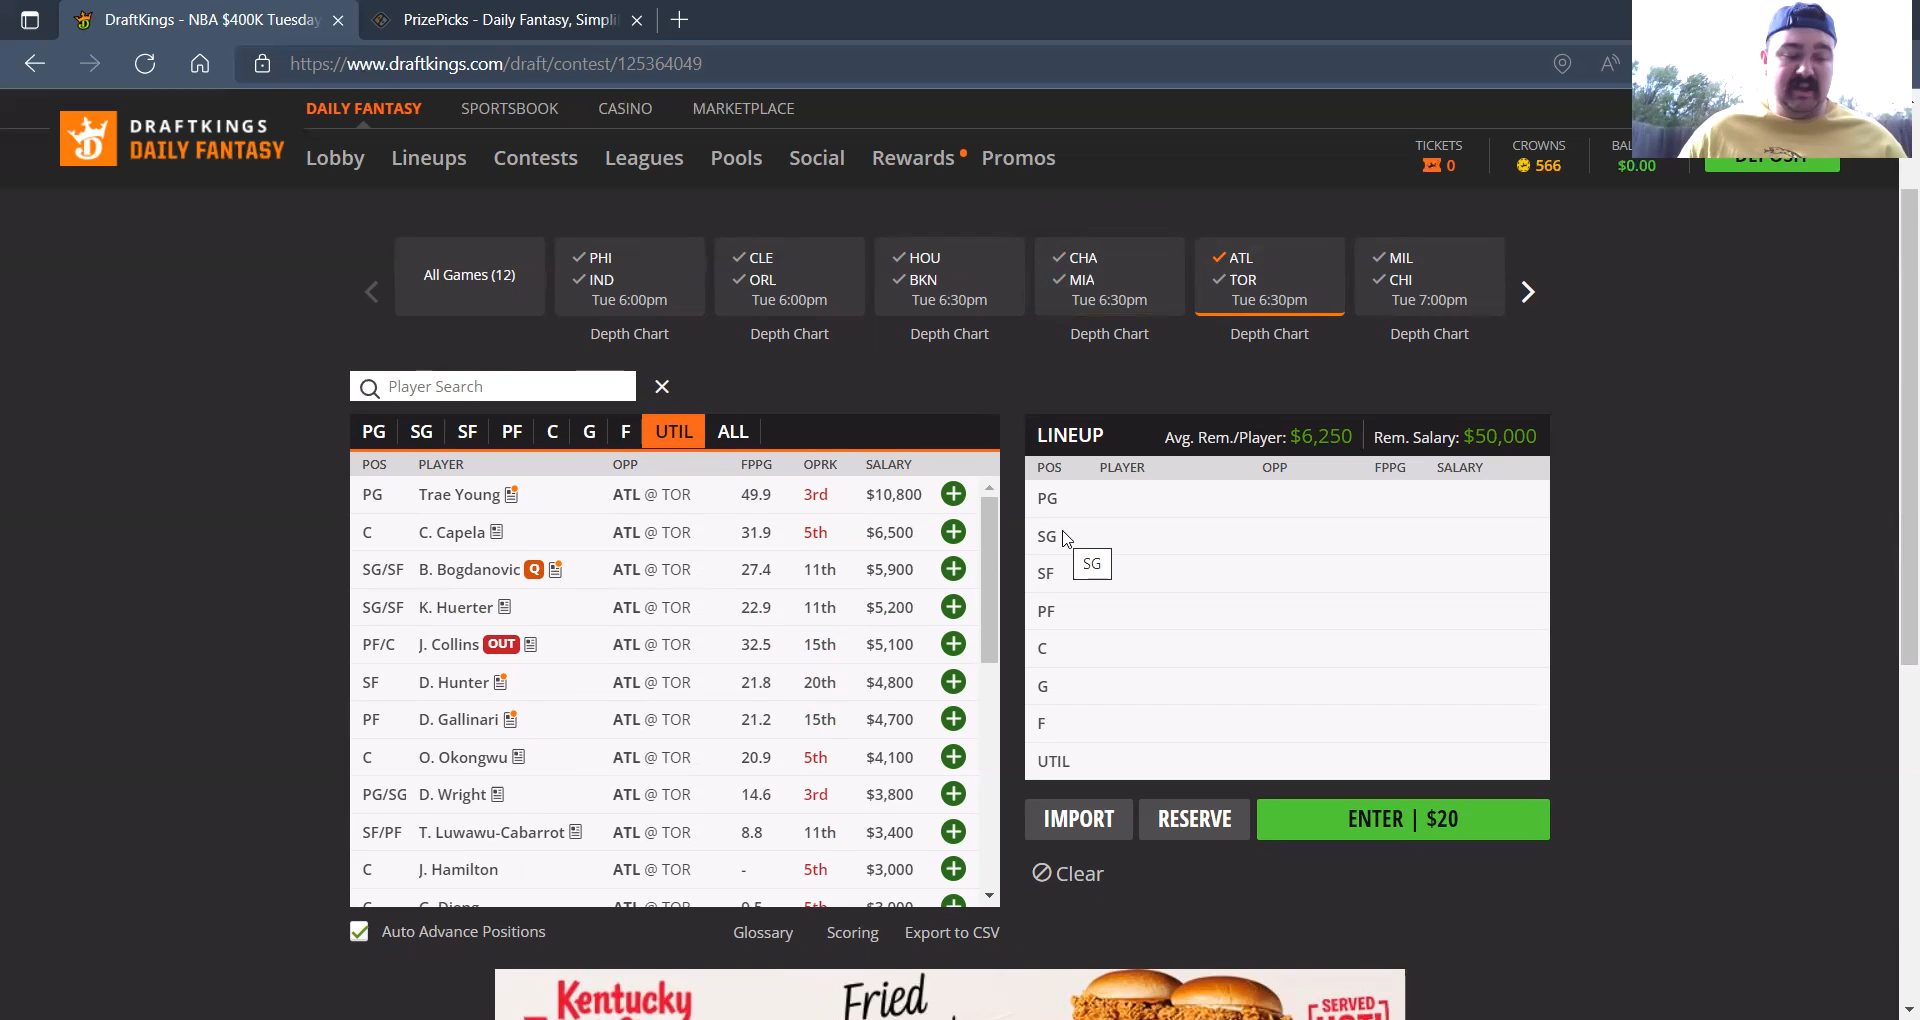 DraftKings - NBA $400K Tuesday
PrizePicks - Daily Fantasy, Simpli
https://www.draftkings.com/draft/contest/125364049
DAILY FANTASY SPORTSBOOK CASINO MARKETPLACE
DRAFTKINGS
DAILY FANTASY
Lobby Lineups Contests Leagues Pools Social Rewards Promos
TICKETS
0
CROWNS
566
$0.00
DEPOSIT
All Games (12)
PHI
IND
Tue 6:00pm
Depth Chart
CLE
ORL
Tue 6:00pm
Depth Chart
HOU
BKN
Tue 6:30pm
Depth Chart
CHA
MIA
Tue 6:30pm
Depth Chart
ATL
TOR
Tue 6:30pm
Depth Chart
MIL
CHI
Tue 7:00pm
Depth Chart
Player Search
PG SG SF PF C G F UTIL ALL
POS PLAYER OPP FPPG OPRK SALARY
PG Trae Young ATL @ TOR 49.9 3rd $10,800
C C. Capela ATL @ TOR 31.9 5th $6,500
SG/SF B. Bogdanovic Q ATL @ TOR 27.4 11th $5,900
SG/SF K. Huerter ATL @ TOR 22.9 11th $5,200
PF/C J. Collins OUT ATL @ TOR 32.5 15th $5,100
SF D. Hunter ATL @ TOR 21.8 20th $4,800
PF D. Gallinari ATL @ TOR 21.2 15th $4,700
C O. Okongwu ATL @ TOR 20.9 5th $4,100
PG/SG D. Wright ATL @ TOR 14.6 3rd $3,800
SF/PF T. Luwawu-Cabarrot ATL @ TOR 8.8 11th $3,400
C J. Hamilton ATL @ TOR - 5th $3,000
C G. Dieng ATL @ TOR 9.5 5th $3,000
Auto Advance Positions
Glossary Scoring Export to CSV
LINEUP Avg. Rem./Player: $6,250 Rem. Salary: $50,000
POS PLAYER OPP FPPG SALARY
PG
SG
SG
SF
PF
C
G
F
UTIL
IMPORT RESERVE ENTER | $20
Clear
Kentucky
Fried
SERVED